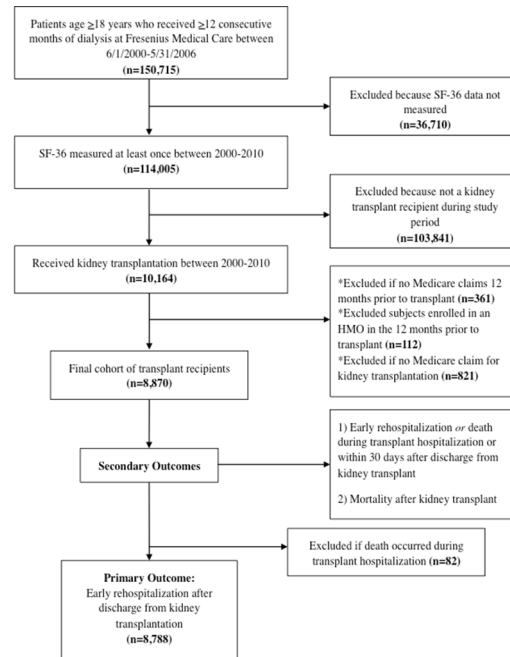 Patients age ≥18 years who received ≥12 consecutive
months of dialysis at Fresenius Medical Care between
6/1/2000-5/31/2006
(n=150,715)
Excluded because SF-36 data not
measured
(n=36,710)
SF-36 measured at least once between 2000-2010
(n=114,005)
Excluded because not a kidney
transplant recipient during study
period
(n=103,841)
Received kidney transplantation between 2000-2010
(n=10,164)
*Excluded if no Medicare claims 12
months prior to transplant (n=361)
*Excluded subjects enrolled in an
HMO in the 12 months prior to
transplant (n=112)
*Excluded if no Medicare claim for
kidney transplantation (n=821)
Final cohort of transplant recipients
(n=8,870)
1) Early rehospitalization or death
during transplant hospitalization or
within 30 days after discharge from
kidney transplant
2) Mortality after kidney transplant
Secondary Outcomes
Excluded if death occurred during
transplant hospitalization (n=82)
Primary Outcome:
Early rehospitalization after
discharge from kidney
transplantation
(n=8,788)